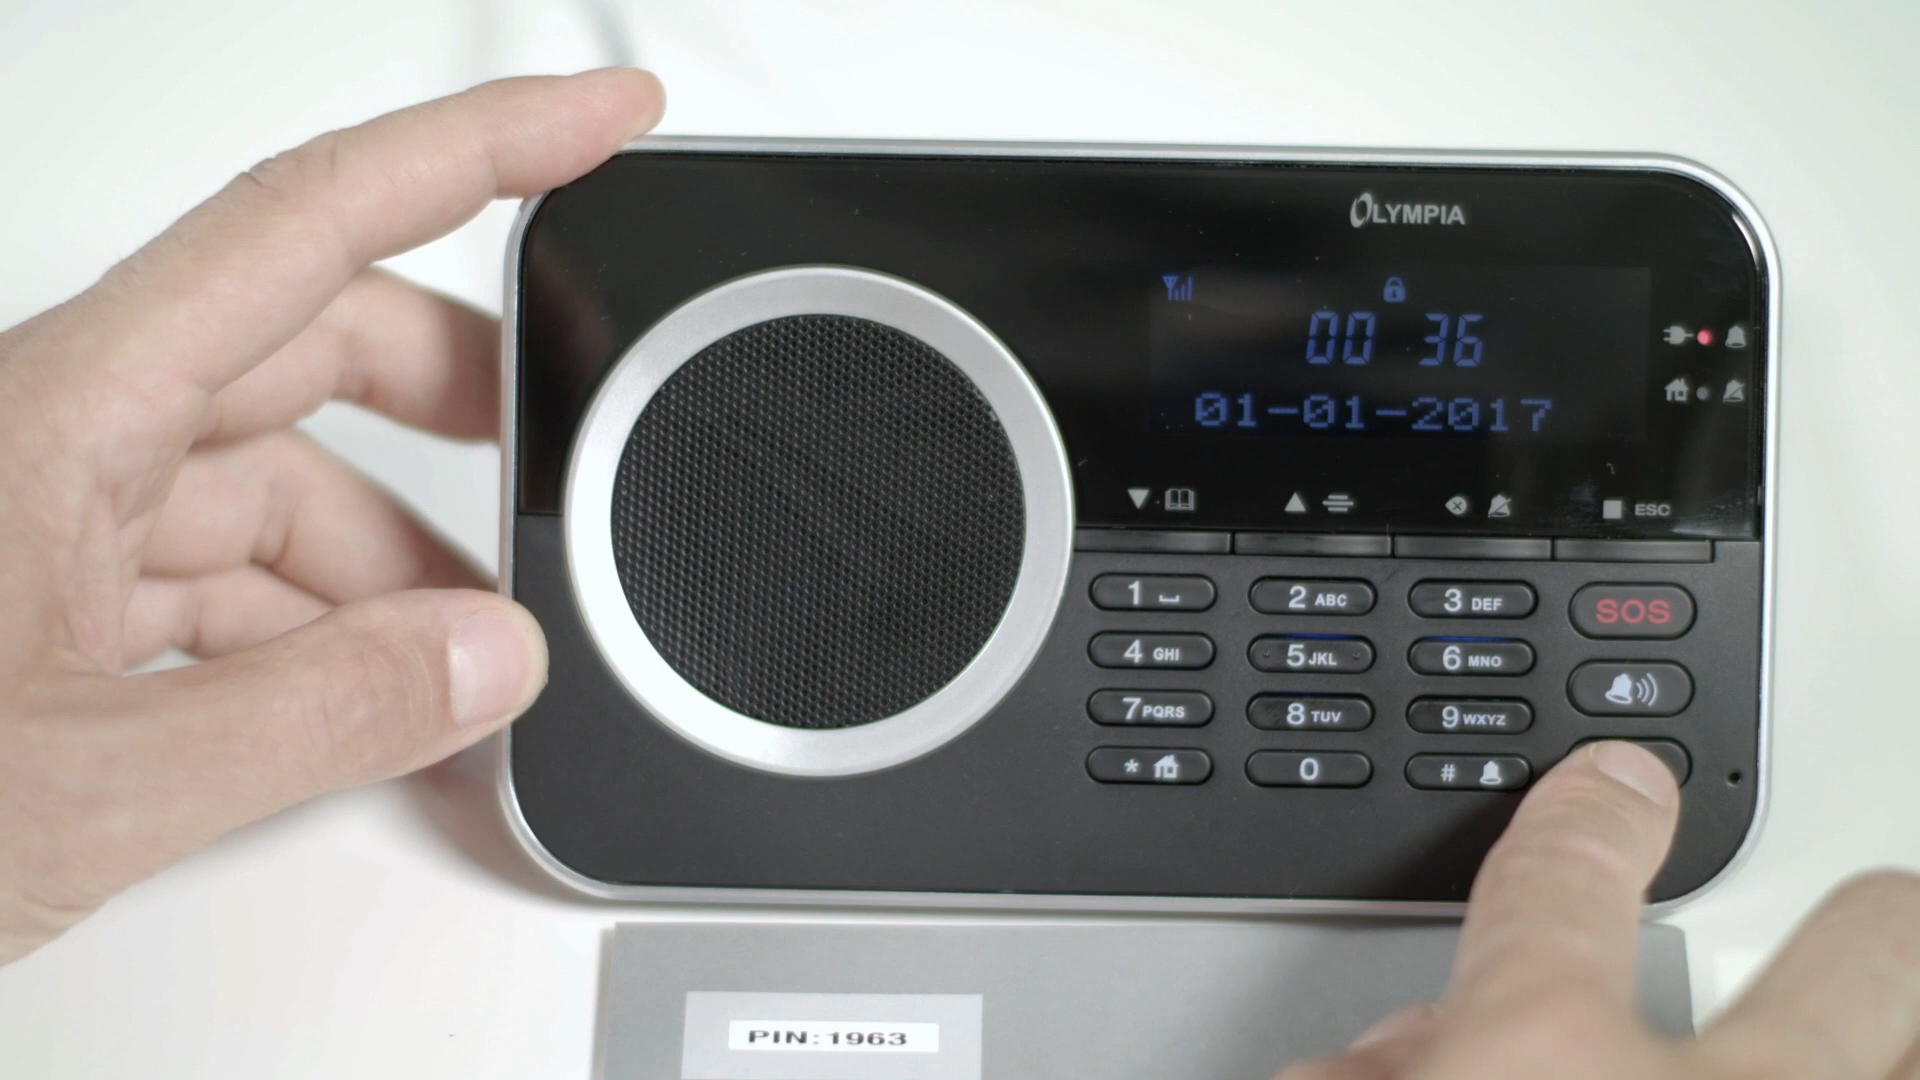 OLYMPIA
00 36
01-01-2017
ESC
1 2 ABC 3 DEF SOS
4 GHI 5 JKL 6 MNO
7 PQRS 8 TUV 9 WXYZ
* 0 #
PIN:1963